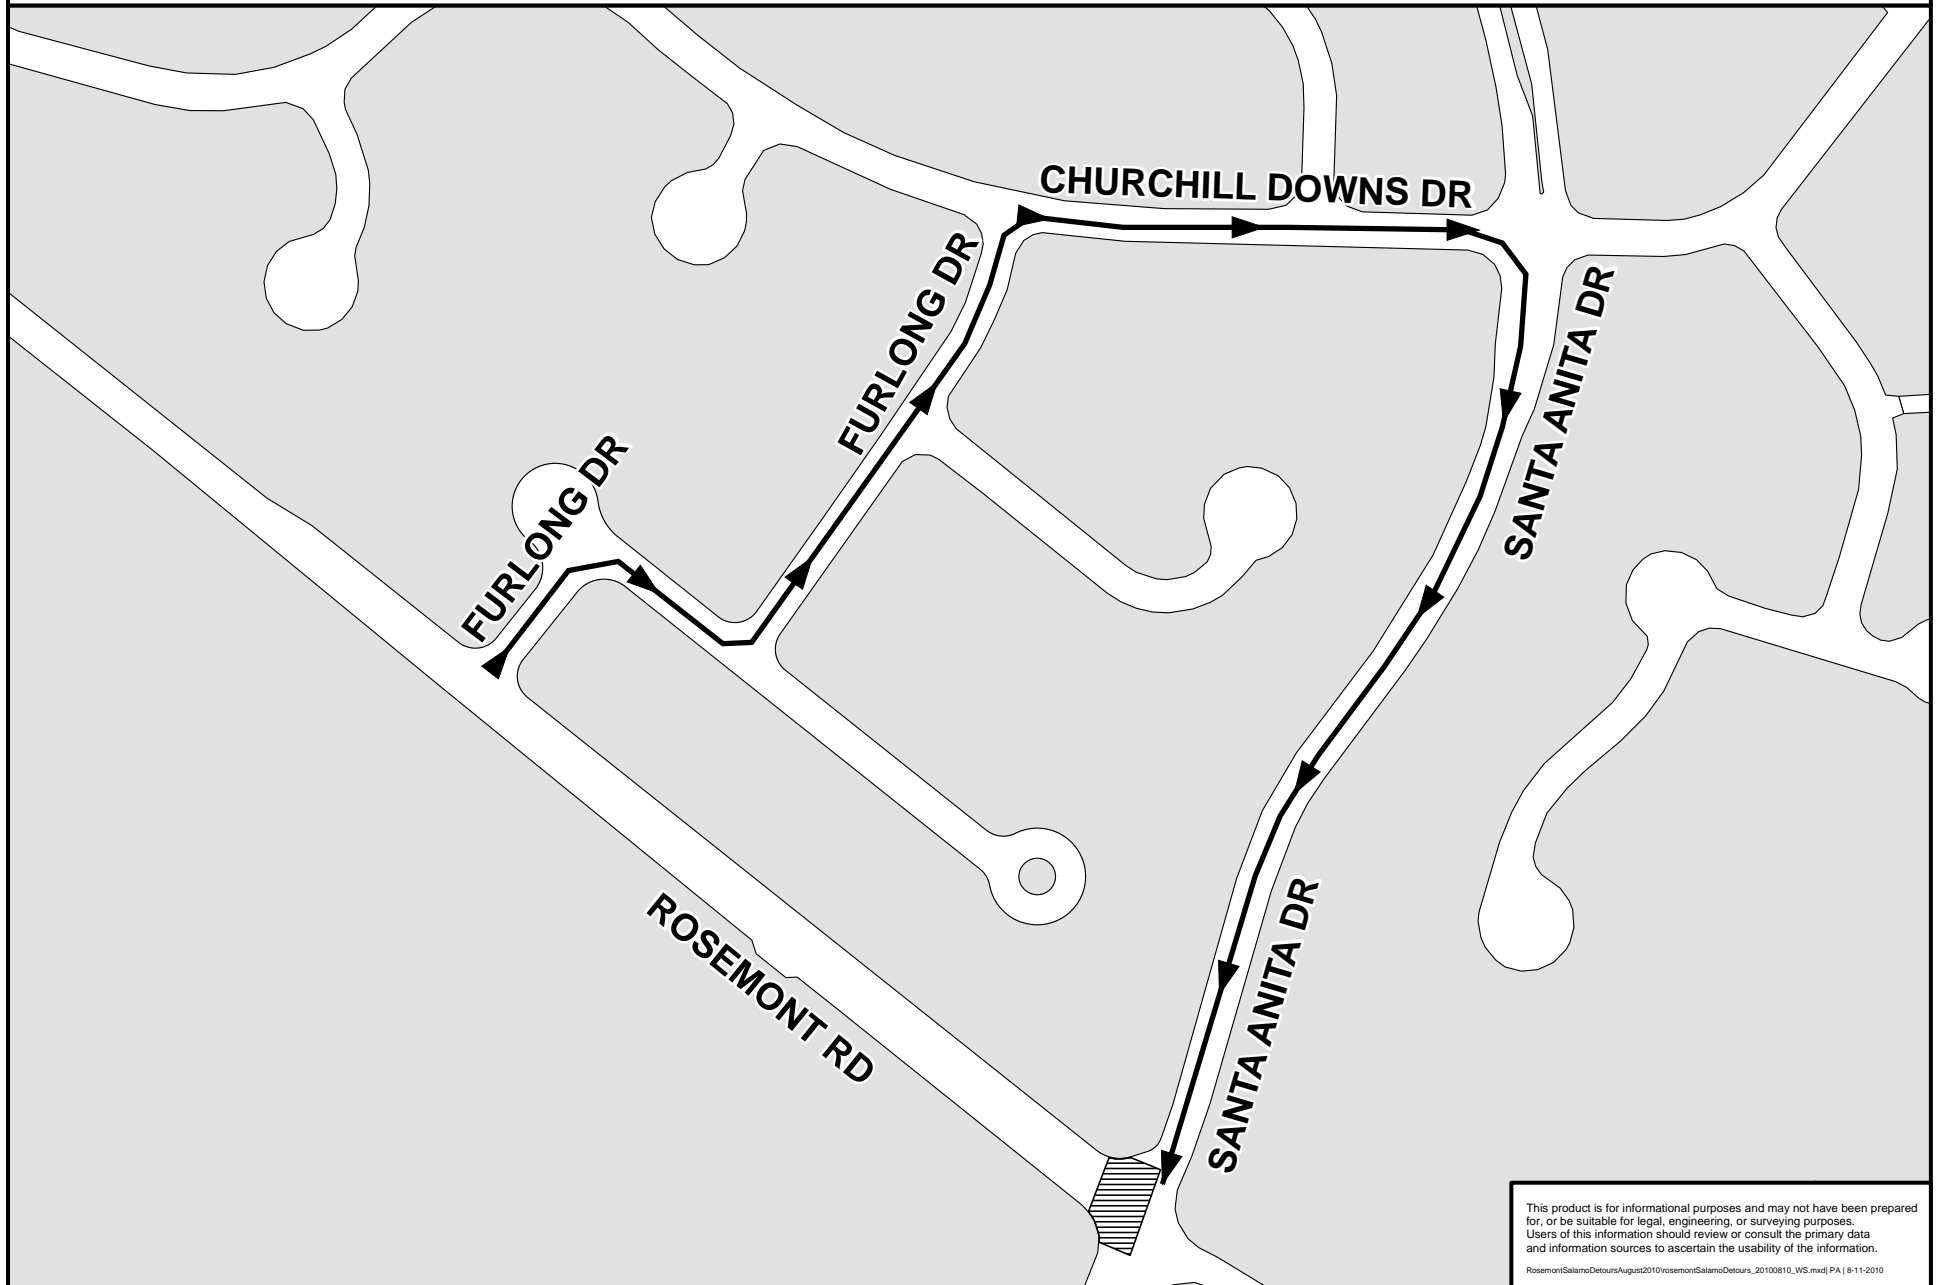 CHURCHILL DOWNS DR
FURLONG DR
SANTA ANITA DR
FURLONG DR
SANTA ANITA DR
ROSEMONT RD
This product is for informational purposes and may not have been prepared
for, or be suitable for legal, engineering, or surveying purposes.
Users of this information should review or consult the primary data
and information sources to ascertain the usability of the information.
RosemontSalamoDetoursAugust2010\rosemontSalamoDetours_20100810_WS.mxd| PA | 8-11-2010